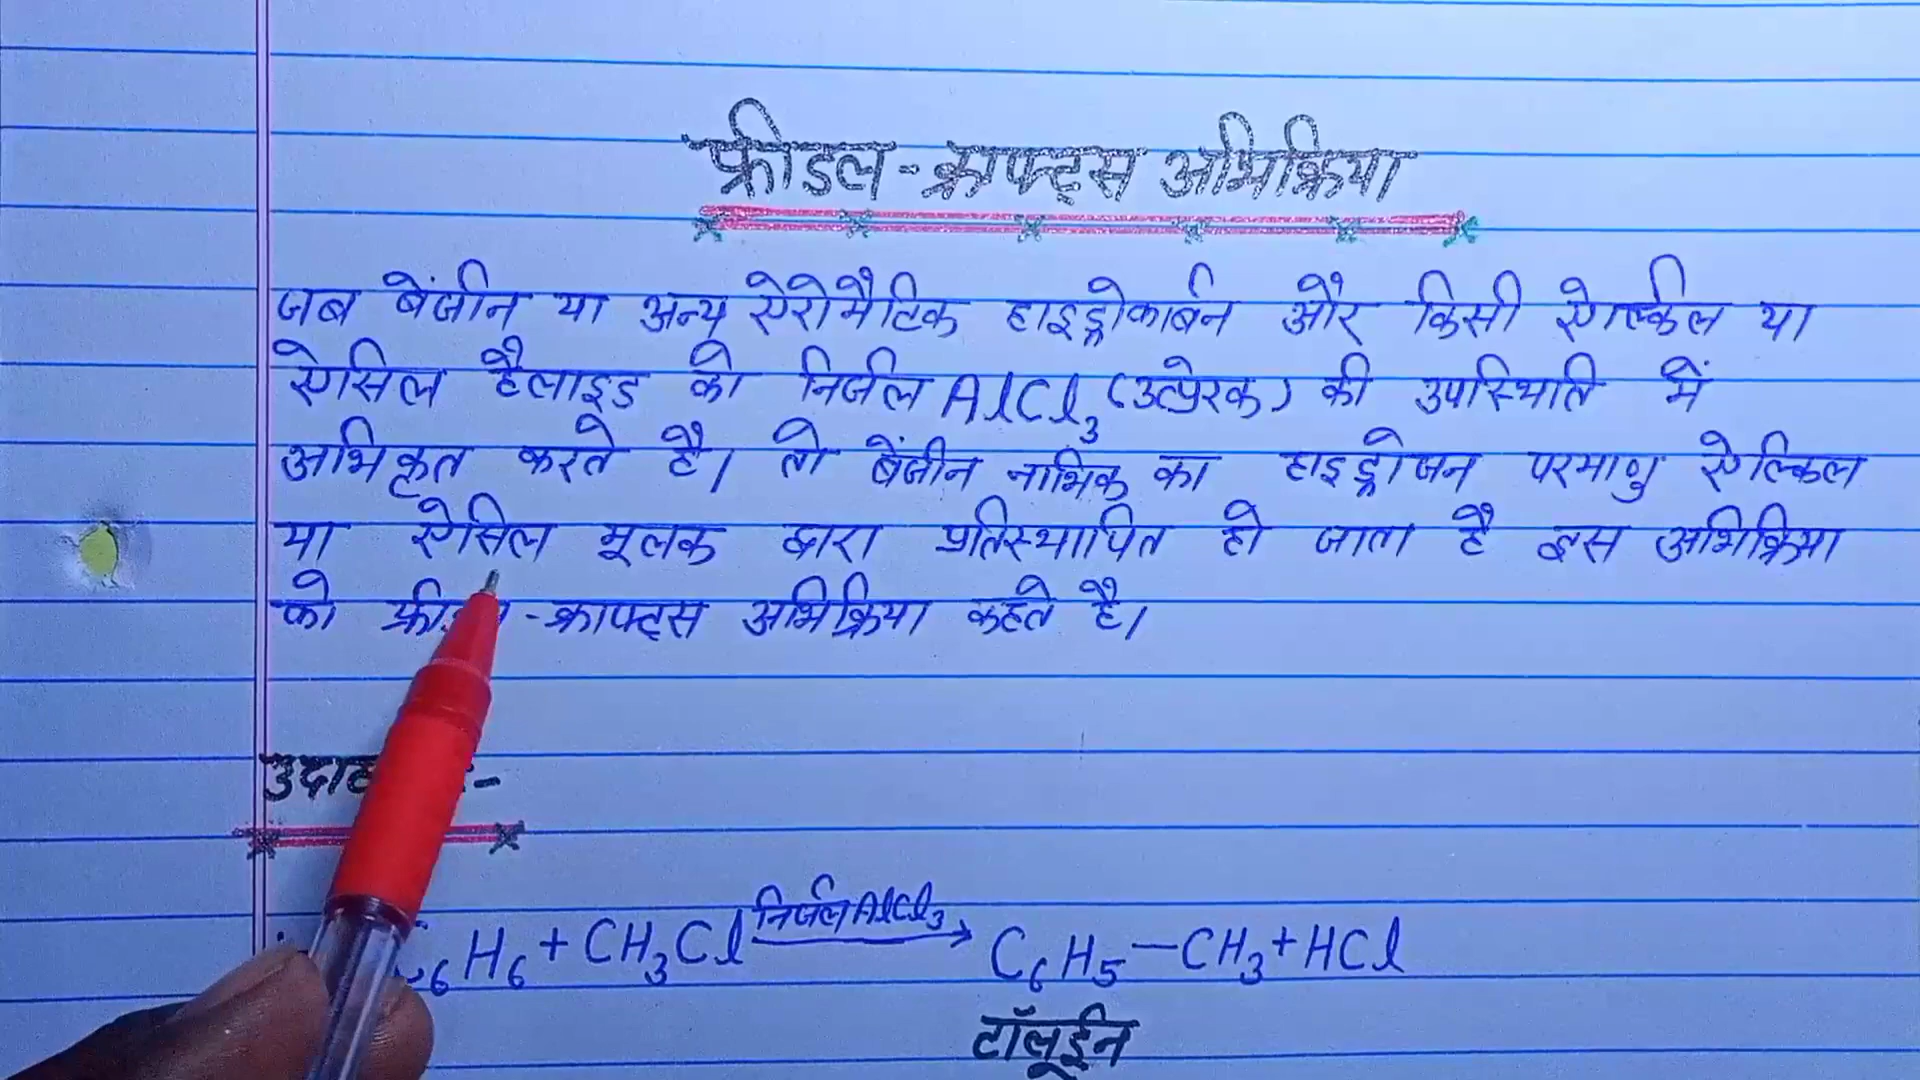 फ्रीडल-क्राफ्ट्स अभिक्रिया
जब बेंजीन या अन्य ऐरोमैटिक हाइड्रोकार्बन और किसी ऐल्किल या
ऐसिल हैलाइड को निर्जल AlCl₃ (उत्प्रेरक) की उपस्थिति में
अभिकृत करते है। तो बेंजीन नाभिक का हाइड्रोजन परमाणु ऐल्किल
या ऐसिल मूलक द्वारा प्रतिस्थापित हो जाता है इस अभिक्रिया
को -क्राफ्ट्स अभिक्रिया कहते है।
C₆H₆ + CH₃Cl निर्जल AlCl₃ → C₆H₅—CH₃ + HCl
टॉलूईन